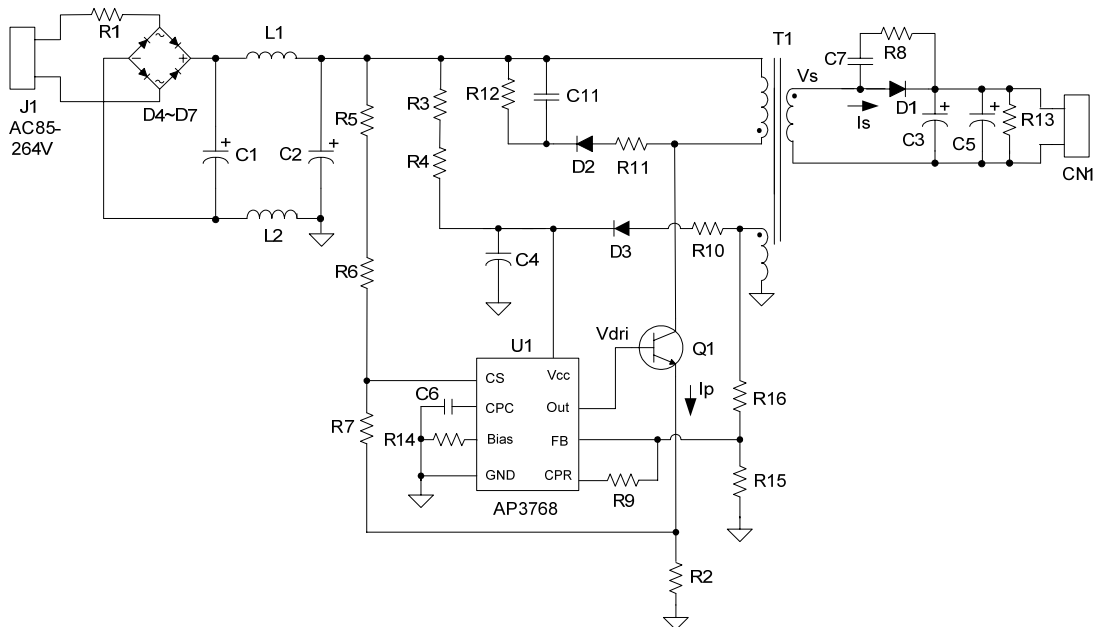 R1
L1
T1
C7
R8
Vs
D1
Is
J1
AC85-
264V
D4~D7
C1
C2
R5
R3
R12
C11
R4
D2
R11
C3
C5
R13
CN1
L2
R6
C4
D3
R10
Vdri
Q1
U1
Ip
CS
Vcc
C6
CPC
Out
R16
R7
R14
Bias
FB
GND
CPR
R9
R15
AP3768
R2